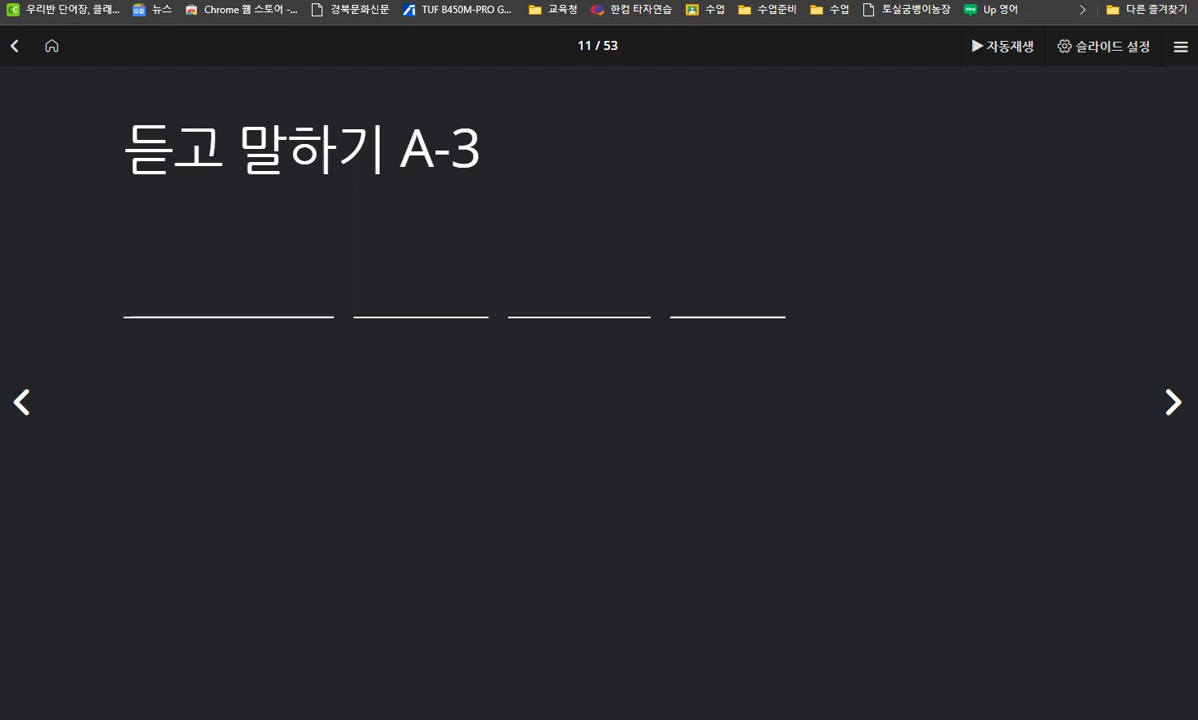 우리반 단어장, 클래... 뉴스 Chrome 웹 스토어 -... 경북문화신문 TUF B450M-PRO G... 교육청 한컴 타자연습 수업 수업준비 수업 토실굼벵이농장 Up 영어 다른 즐겨찾기
11 / 53 자동재생 슬라이드 설정
듣고 말하기 A-3